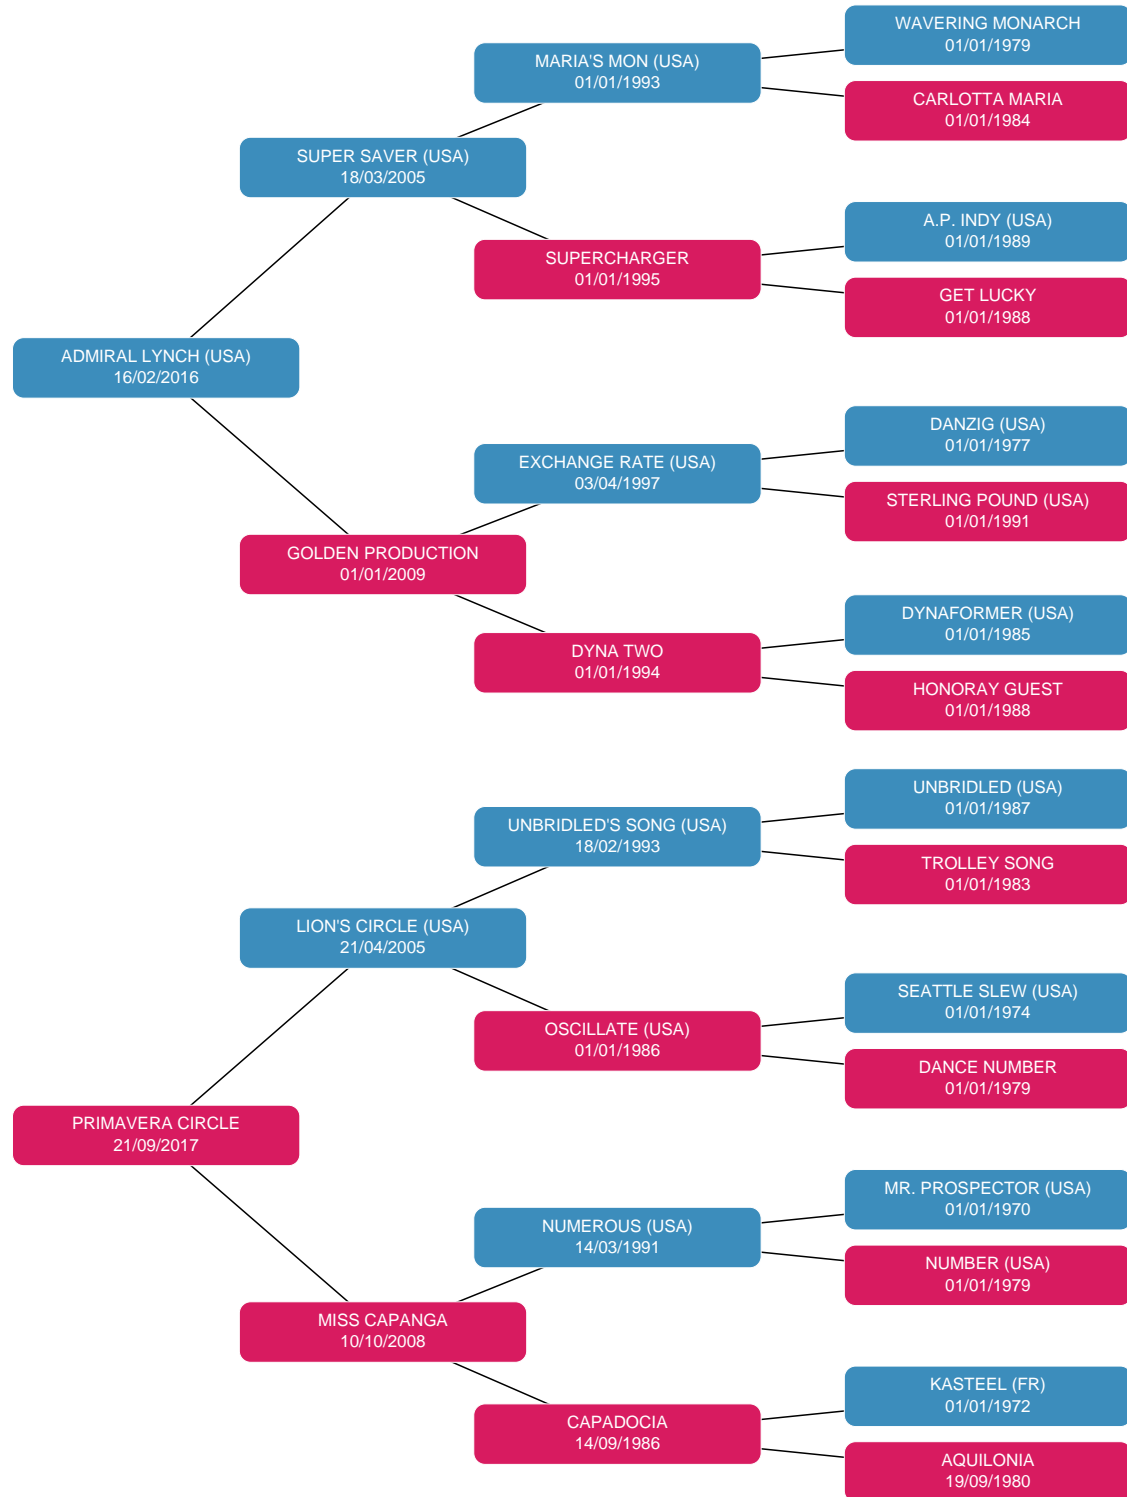 WAVERING MONARCH
01/01/1979
MARIA'S MON (USA)
01/01/1993
CARLOTTA MARIA
01/01/1984
SUPER SAVER (USA)
18/03/2005
A.P. INDY (USA)
01/01/1989
SUPERCHARGER
01/01/1995
GET LUCKY
01/01/1988
ADMIRAL LYNCH (USA)
16/02/2016
DANZIG (USA)
01/01/1977
EXCHANGE RATE (USA)
03/04/1997
STERLING POUND (USA)
01/01/1991
GOLDEN PRODUCTION
01/01/2009
DYNAFORMER (USA)
01/01/1985
DYNA TWO
01/01/1994
HONORAY GUEST
01/01/1988
UNBRIDLED (USA)
01/01/1987
UNBRIDLED'S SONG (USA)
18/02/1993
TROLLEY SONG
01/01/1983
LION'S CIRCLE (USA)
21/04/2005
SEATTLE SLEW (USA)
01/01/1974
OSCILLATE (USA)
01/01/1986
DANCE NUMBER
01/01/1979
PRIMAVERA CIRCLE
21/09/2017
MR. PROSPECTOR (USA)
01/01/1970
NUMEROUS (USA)
14/03/1991
NUMBER (USA)
01/01/1979
MISS CAPANGA
10/10/2008
KASTEEL (FR)
01/01/1972
CAPADOCIA
14/09/1986
AQUILONIA
19/09/1980